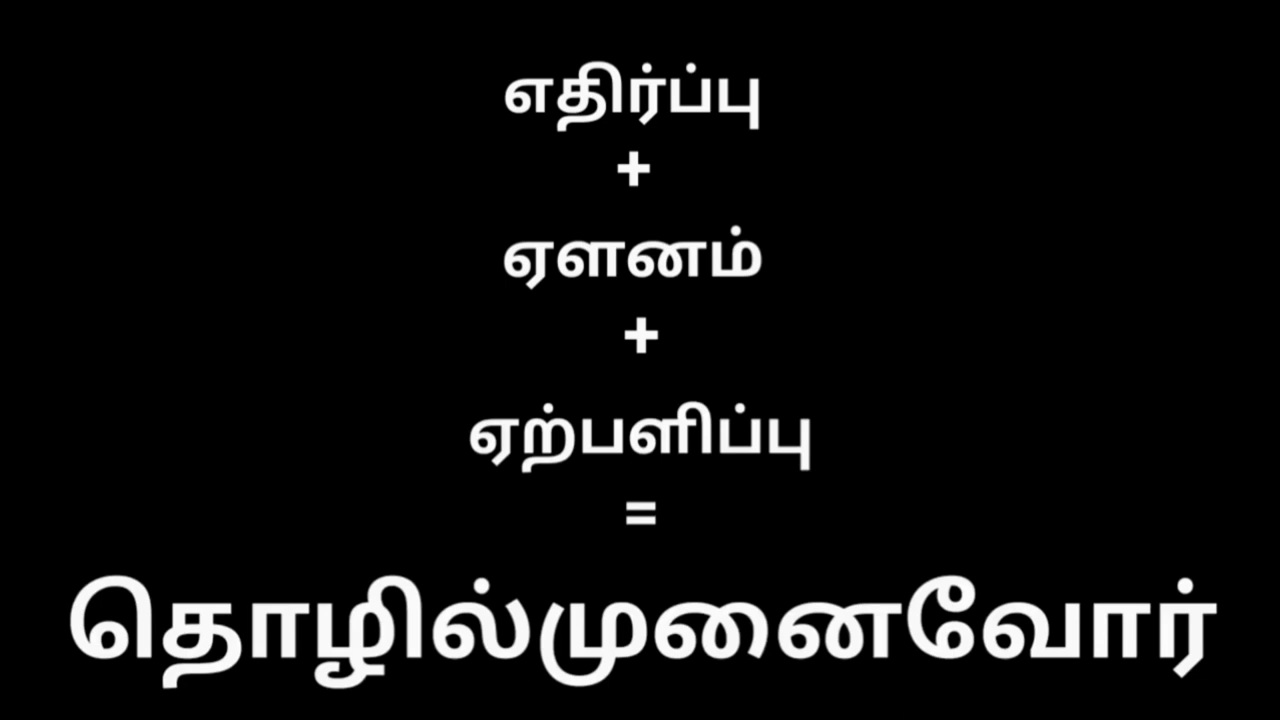 எதிர்ப்பு
+
ஏளனம்
+
ஏற்பளிப்பு
=
தொழில்முனைவோர்